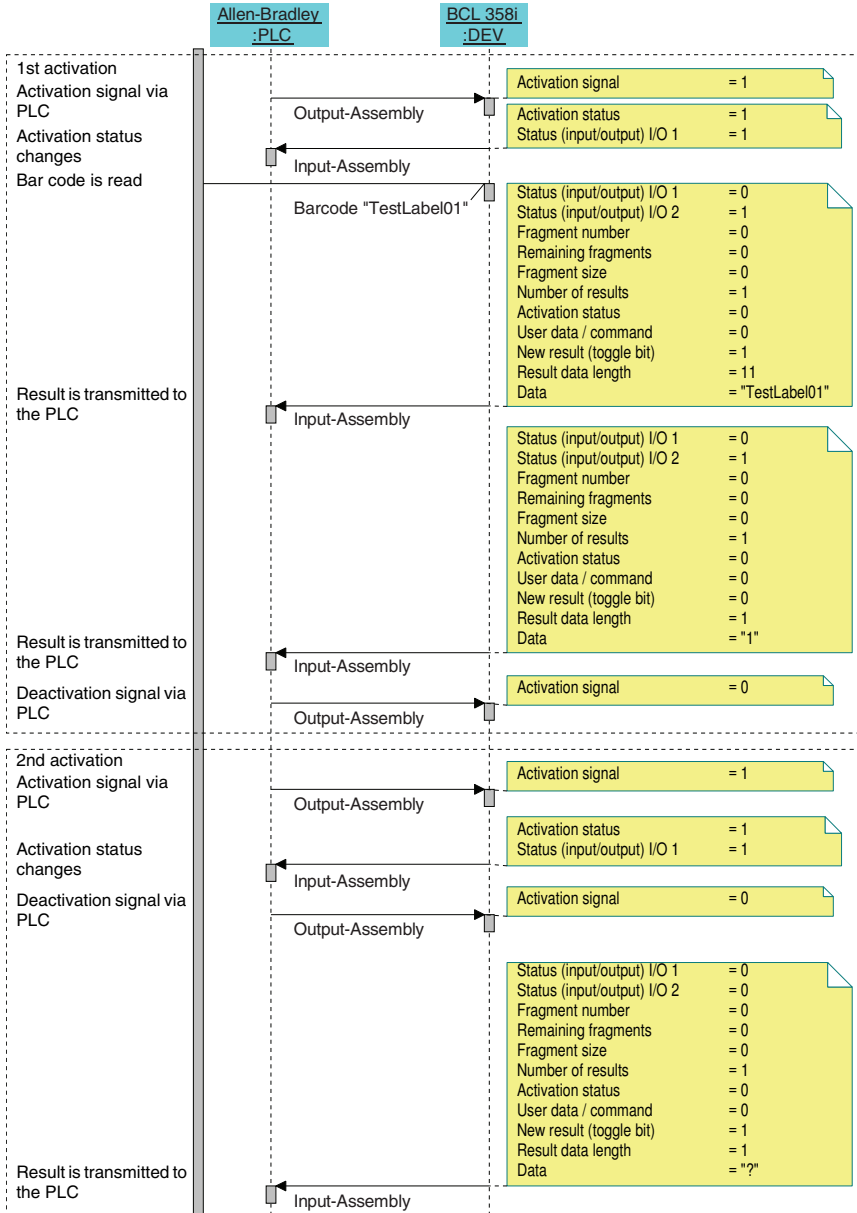 Allen-Bradley
:PLC
BCL 358i
:DEV
1st activation
Activation signal via
PLC
Output-Assembly
Activation signal = 1
Activation status = 1
Status (input/output) I/O 1 = 1
Activation status
changes
Input-Assembly
Bar code is read
Barcode "TestLabel01"
Status (input/output) I/O 1 = 0
Status (input/output) I/O 2 = 1
Fragment number = 0
Remaining fragments = 0
Fragment size = 0
Number of results = 1
Activation status = 0
User data / command = 0
New result (toggle bit) = 1
Result data length = 11
Data = "TestLabel01"
Result is transmitted to
the PLC
Input-Assembly
Status (input/output) I/O 1 = 0
Status (input/output) I/O 2 = 1
Fragment number = 0
Remaining fragments = 0
Fragment size = 0
Number of results = 1
Activation status = 0
User data / command = 0
New result (toggle bit) = 0
Result data length = 1
Data = "1"
Result is transmitted to
the PLC
Input-Assembly
Deactivation signal via
PLC
Output-Assembly
Activation signal = 0
2nd activation
Activation signal via
PLC
Output-Assembly
Activation signal = 1
Activation status = 1
Status (input/output) I/O 1 = 1
Activation status
changes
Input-Assembly
Deactivation signal via
PLC
Output-Assembly
Activation signal = 0
Status (input/output) I/O 1 = 0
Status (input/output) I/O 2 = 0
Fragment number = 0
Remaining fragments = 0
Fragment size = 0
Number of results = 1
Activation status = 0
User data / command = 0
New result (toggle bit) = 1
Result data length = 1
Data = "?"
Result is transmitted to
the PLC
Input-Assembly